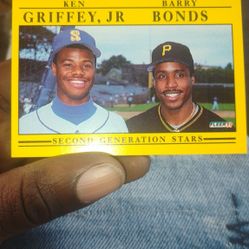 KEN
GRIFFEY, JR
BARRY
BONDS
S
P
FLEER '91
SECOND GENERATION STARS